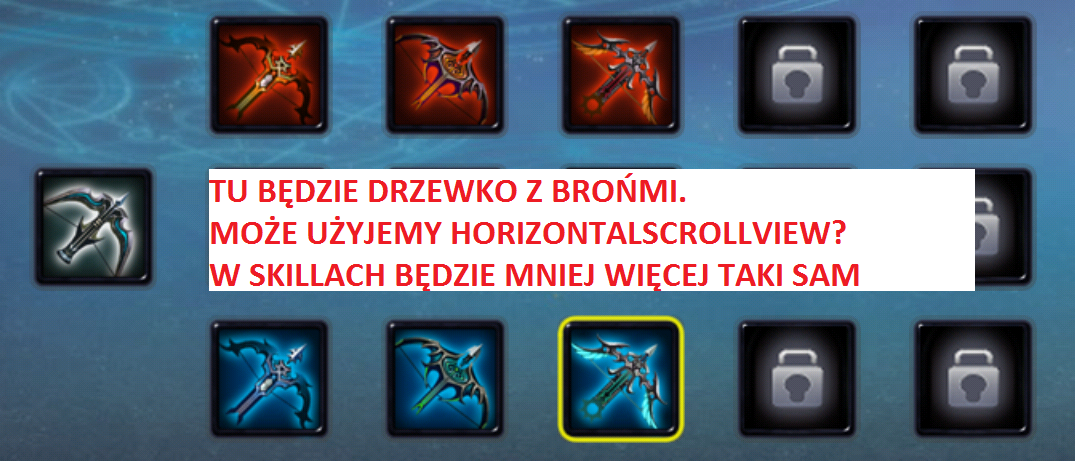 TU BĘDZIE DRZEWKO Z BROŃMI.
MOŻE UŻYJEMY HORIZONTALSCROLLVIEW?
W SKILLACH BĘDZIE MNIEJ WIĘCEJ TAKI SAM